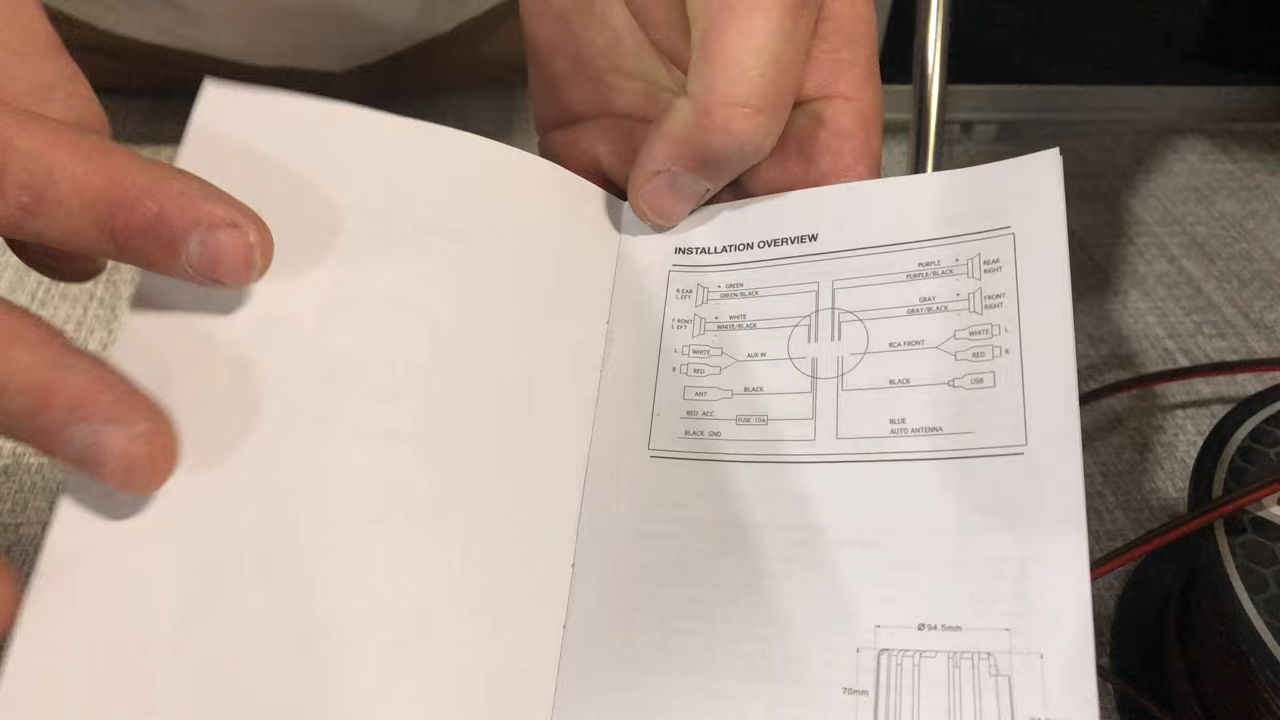 INSTALLATION OVERVIEW
REAR
LEFT
+ GREEN
GREEN/BLACK
FRONT
LEFT
+ WHITE
WHITE/BLACK
L WHITE
R RED
AUX IN
ANT
BLACK
RED ACC
FUSE 10A
BLACK GND
PURPLE +
PURPLE/BLACK
REAR
RIGHT
GRAY +
GRAY/BLACK
FRONT
RIGHT
RCA FRONT
WHITE L
RED R
BLACK
USB
BLUE
AUTO ANTENNA
Ø94.5mm
70mm